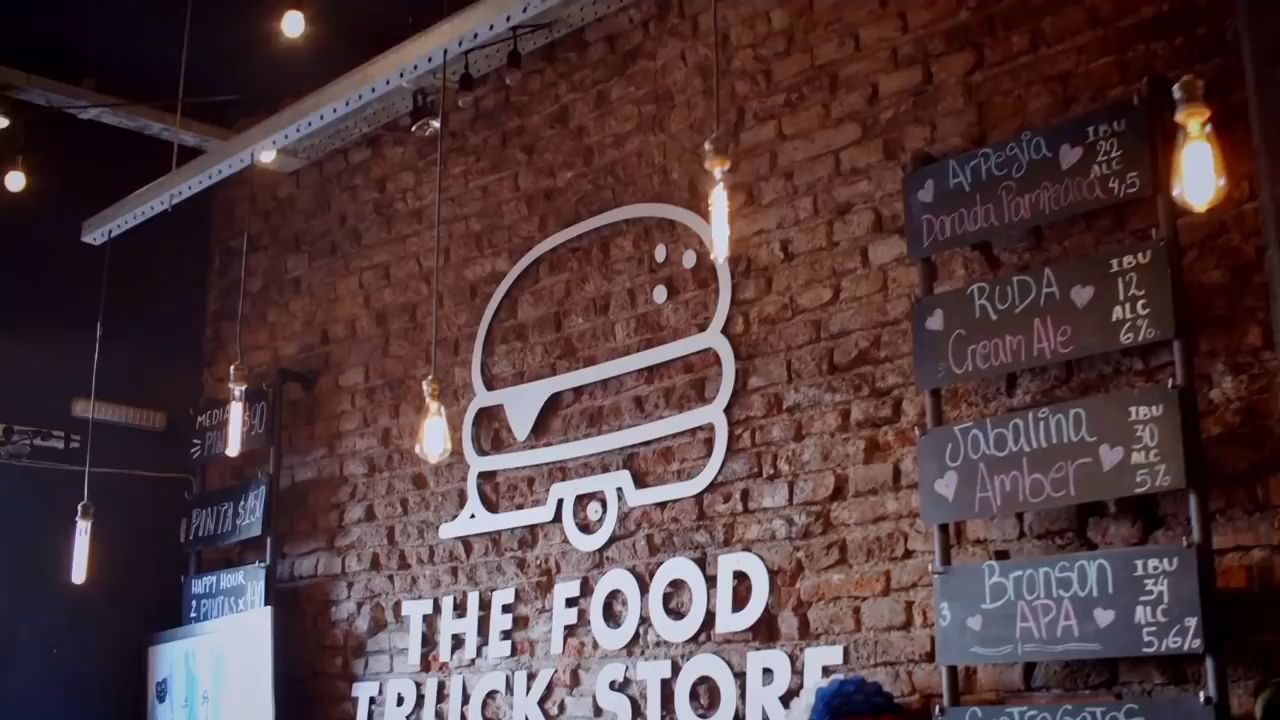 MEDIA
PINTA $90
PINTA $150
HAPPY HOUR
2 PINTAS x
THE FOOD
TRUCK STORE
Arpegia
IBU
22
ALC
4,5
Dorada Pampeana
RUDA
Cream Ale
IBU
12
ALC
6%
Jabalina
Amber
IBU
30
ALC
5%
3
Bronson
APA
IBU
34
ALC
5,6%